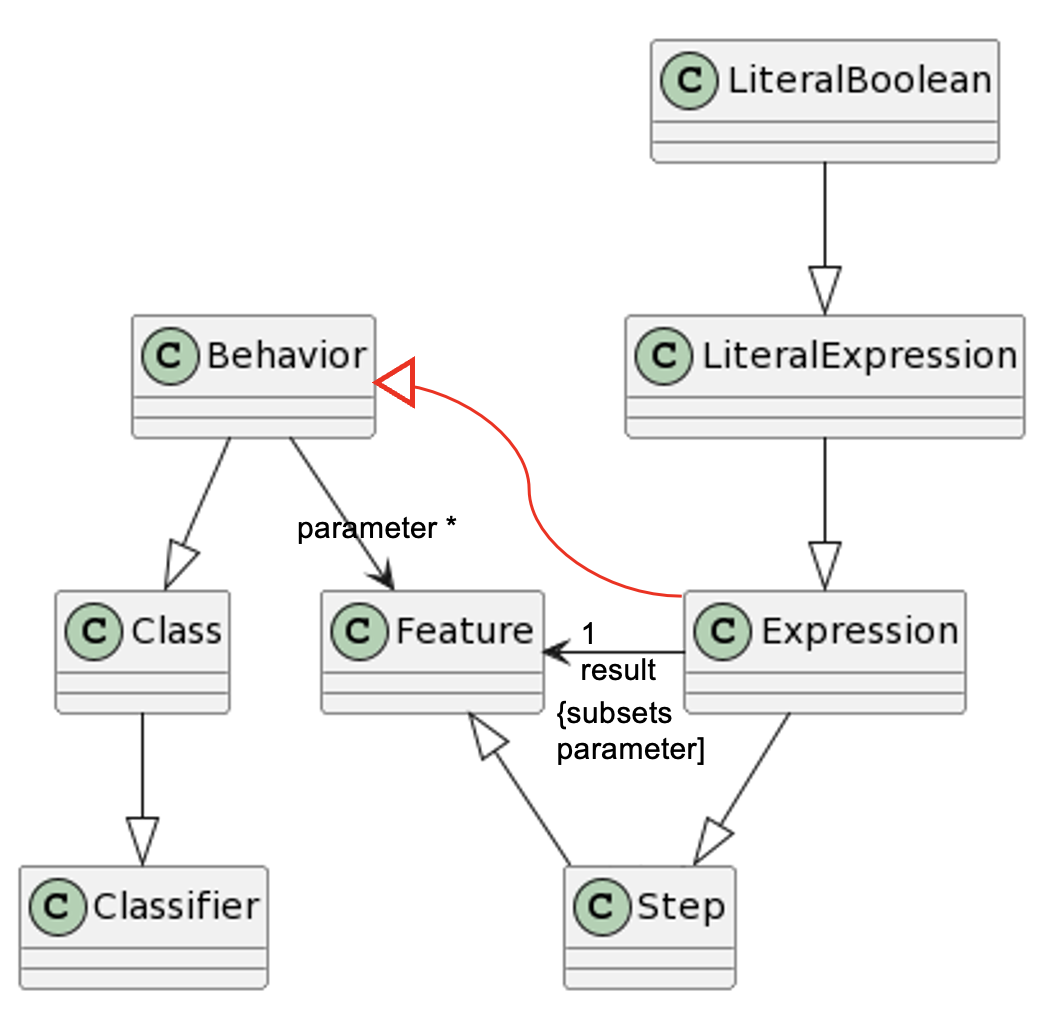 C LiteralBoolean
C Behavior
C LiteralExpression
parameter *
C Class
C Feature
1
result
{subsets
parameter]
C Expression
C Classifier
C Step